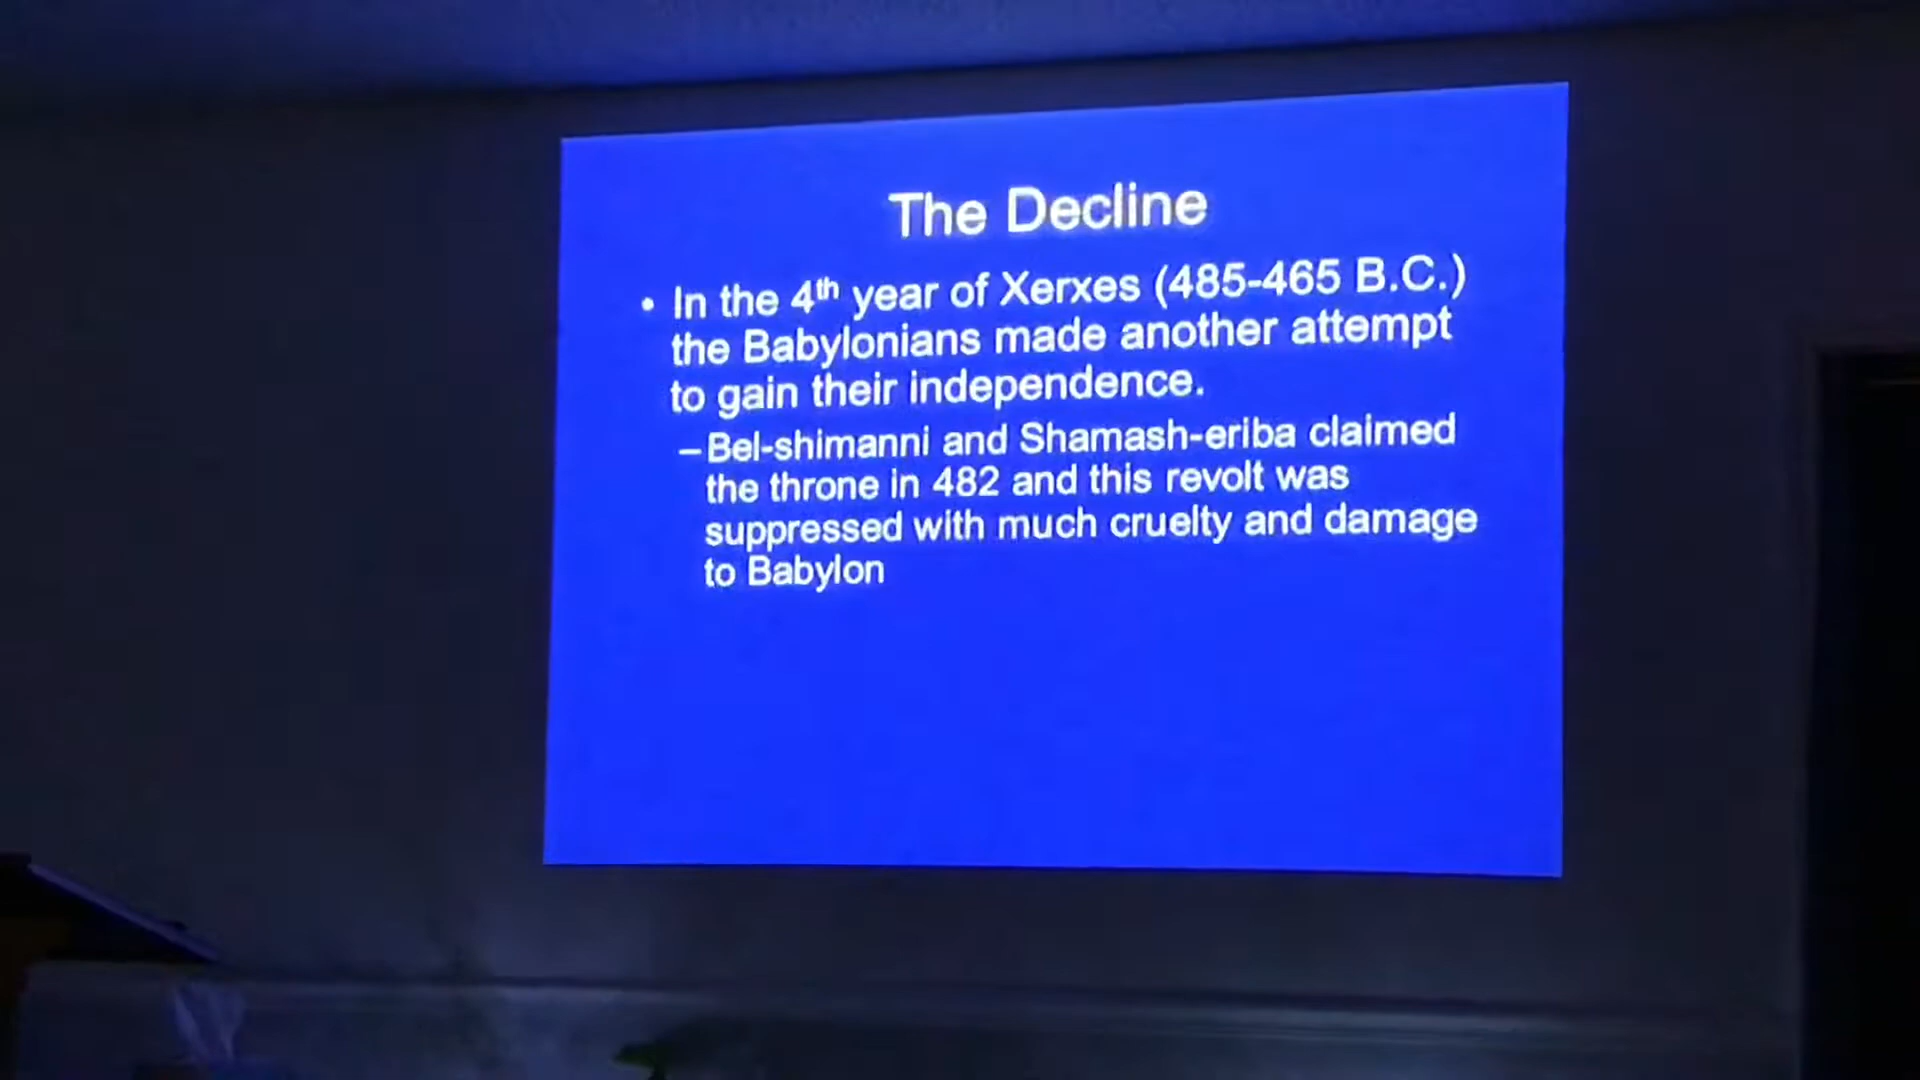 The Decline
• In the 4th year of Xerxes (485-465 B.C.)
the Babylonians made another attempt
to gain their independence.
– Bel-shimanni and Shamash-eriba claimed
the throne in 482 and this revolt was
suppressed with much cruelty and damage
to Babylon